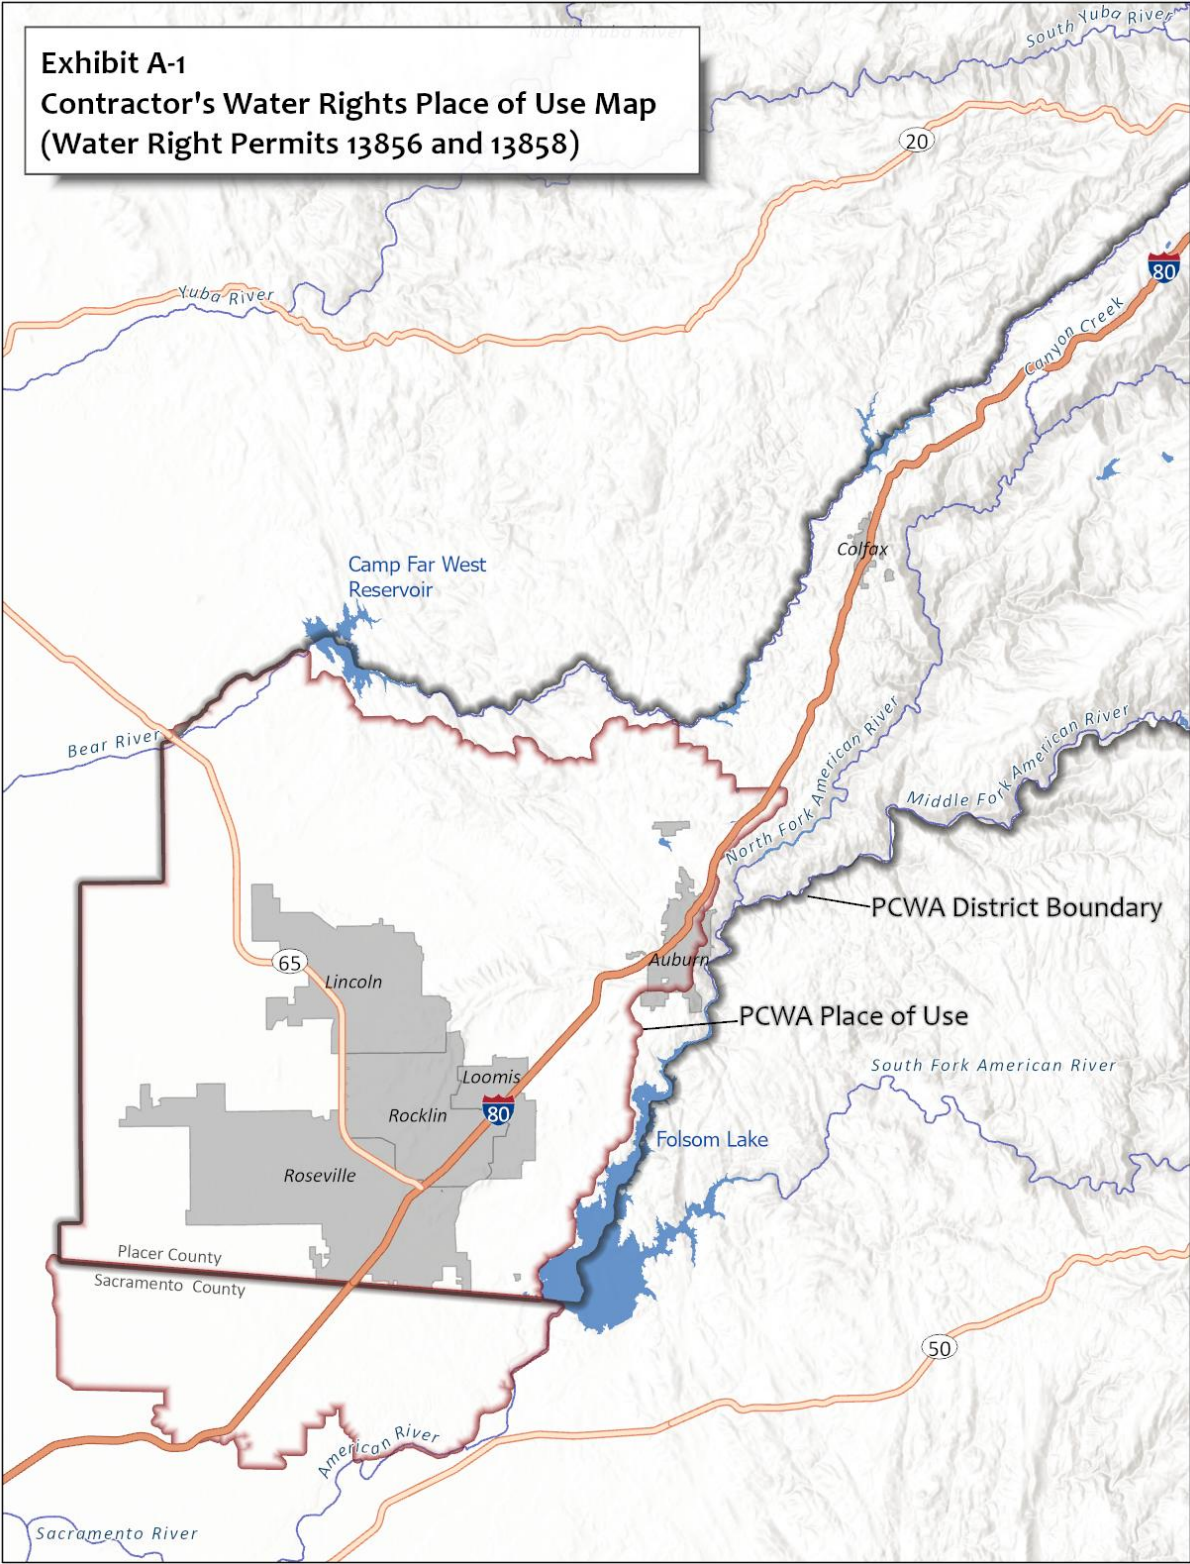 North Yuba River
South Yuba River
Exhibit A-1
Contractor's Water Rights Place of Use Map
(Water Right Permits 13856 and 13858)
20
80
Yuba River
Canyon Creek
Colfax
Camp Far West
Reservoir
Bear River
North Fork American River
Middle Fork American River
PCWA District Boundary
65
Lincoln
Auburn
PCWA Place of Use
South Fork American River
Loomis
Rocklin
80
Folsom Lake
Roseville
Placer County
Sacramento County
50
American River
Sacramento River